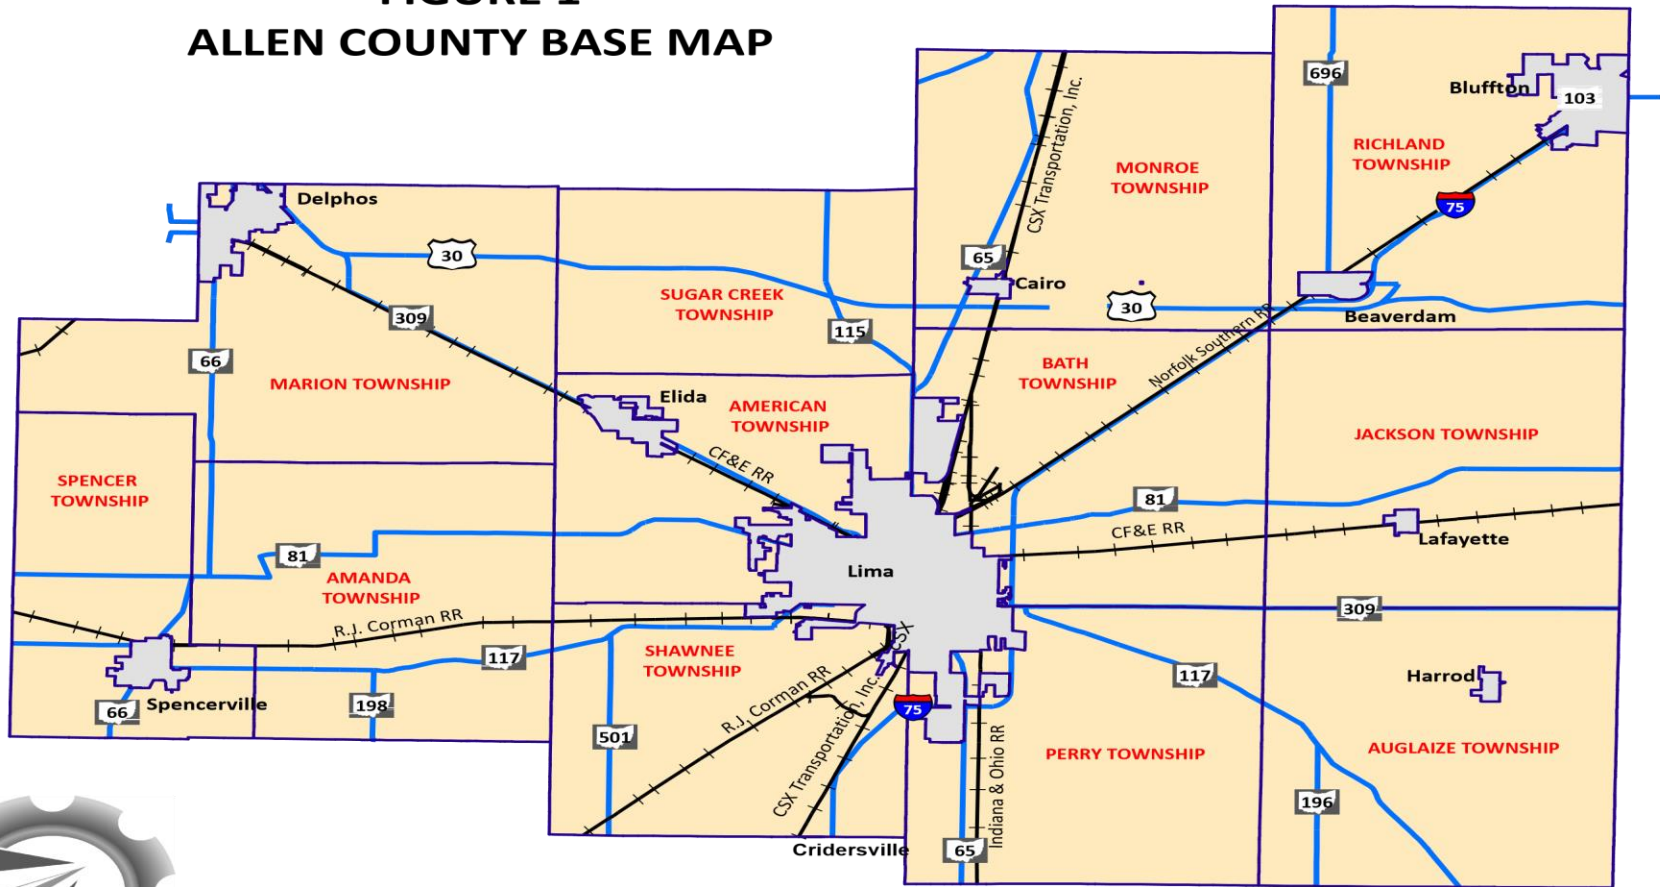 FIGURE 1
ALLEN COUNTY BASE MAP
696
Bluffton
103
CSX Transportation, Inc.
RICHLAND
TOWNSHIP
MONROE
TOWNSHIP
Delphos
75
30
65
Cairo
SUGAR CREEK
TOWNSHIP
30
309
Beaverdam
115
66
Norfolk Southern RR
BATH
TOWNSHIP
MARION TOWNSHIP
Elida
AMERICAN
TOWNSHIP
JACKSON TOWNSHIP
CF&E RR
SPENCER
TOWNSHIP
81
CF&E RR
Lafayette
81
Lima
AMANDA
TOWNSHIP
309
R.J. Corman RR
CSX
117
SHAWNEE
TOWNSHIP
117
Harrod
66
Spencerville
198
R.J. Corman RR
CSX Transportation, Inc.
75
501
Indiana & Ohio RR
PERRY TOWNSHIP
AUGLAIZE TOWNSHIP
196
Cridersville
65